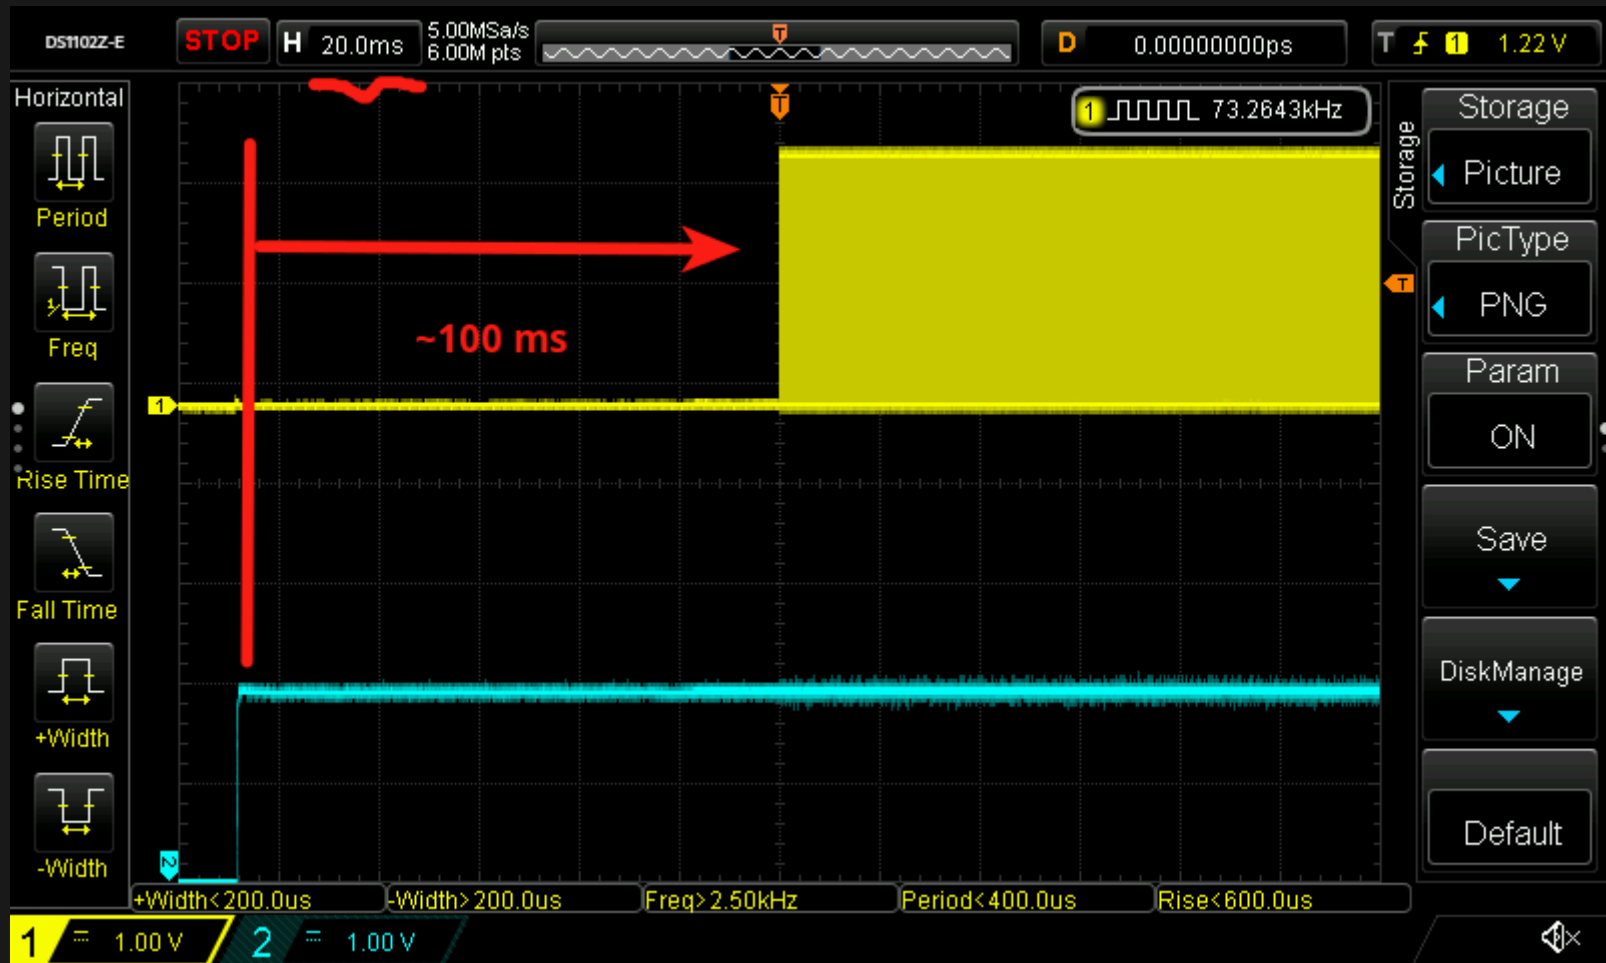 DS1102Z-E STOP H 20.0ms 5.00MSa/s 6.00M pts T D 0.00000000ps T 1 1.22 V
Horizontal
Period
Freq
Rise Time
Fall Time
+Width
-Width
T
1 73.2643kHz
~100 ms
T
1
2
Storage
Storage
Picture
PicType
PNG
Param
ON
Save
DiskManage
Default
+Width<200.0us -Width>200.0us Freq>2.50kHz Period<400.0us Rise<600.0us
1 1.00 V 2 1.00 V